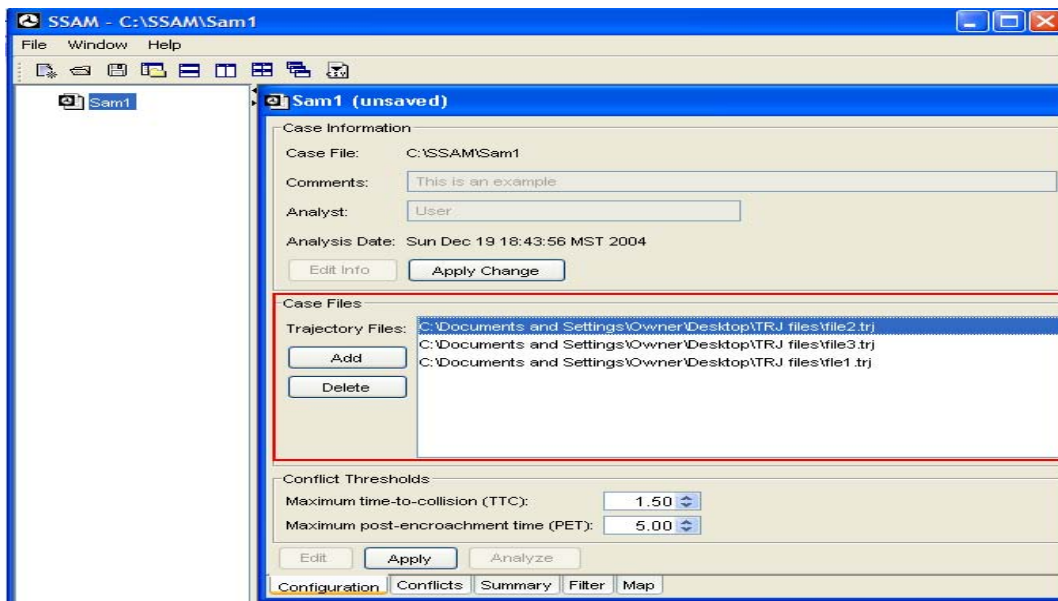 SSAM - C:\SSAM\Sam1
File Window Help
Sam1
Sam1 (unsaved)
Case Information
Case File: C:\SSAM\Sam1
Comments: This is an example
Analyst: User
Analysis Date: Sun Dec 19 18:43:56 MST 2004
Edit Info Apply Change
Case Files
Trajectory Files:
C:\Documents and Settings\Owner\Desktop\TRJ files\file2.trj
C:\Documents and Settings\Owner\Desktop\TRJ files\file3.trj
C:\Documents and Settings\Owner\Desktop\TRJ files\fle1.trj
Add
Delete
Conflict Thresholds
Maximum time-to-collision (TTC): 1.50
Maximum post-encroachment time (PET): 5.00
Edit Apply Analyze
Configuration Conflicts Summary Filter Map